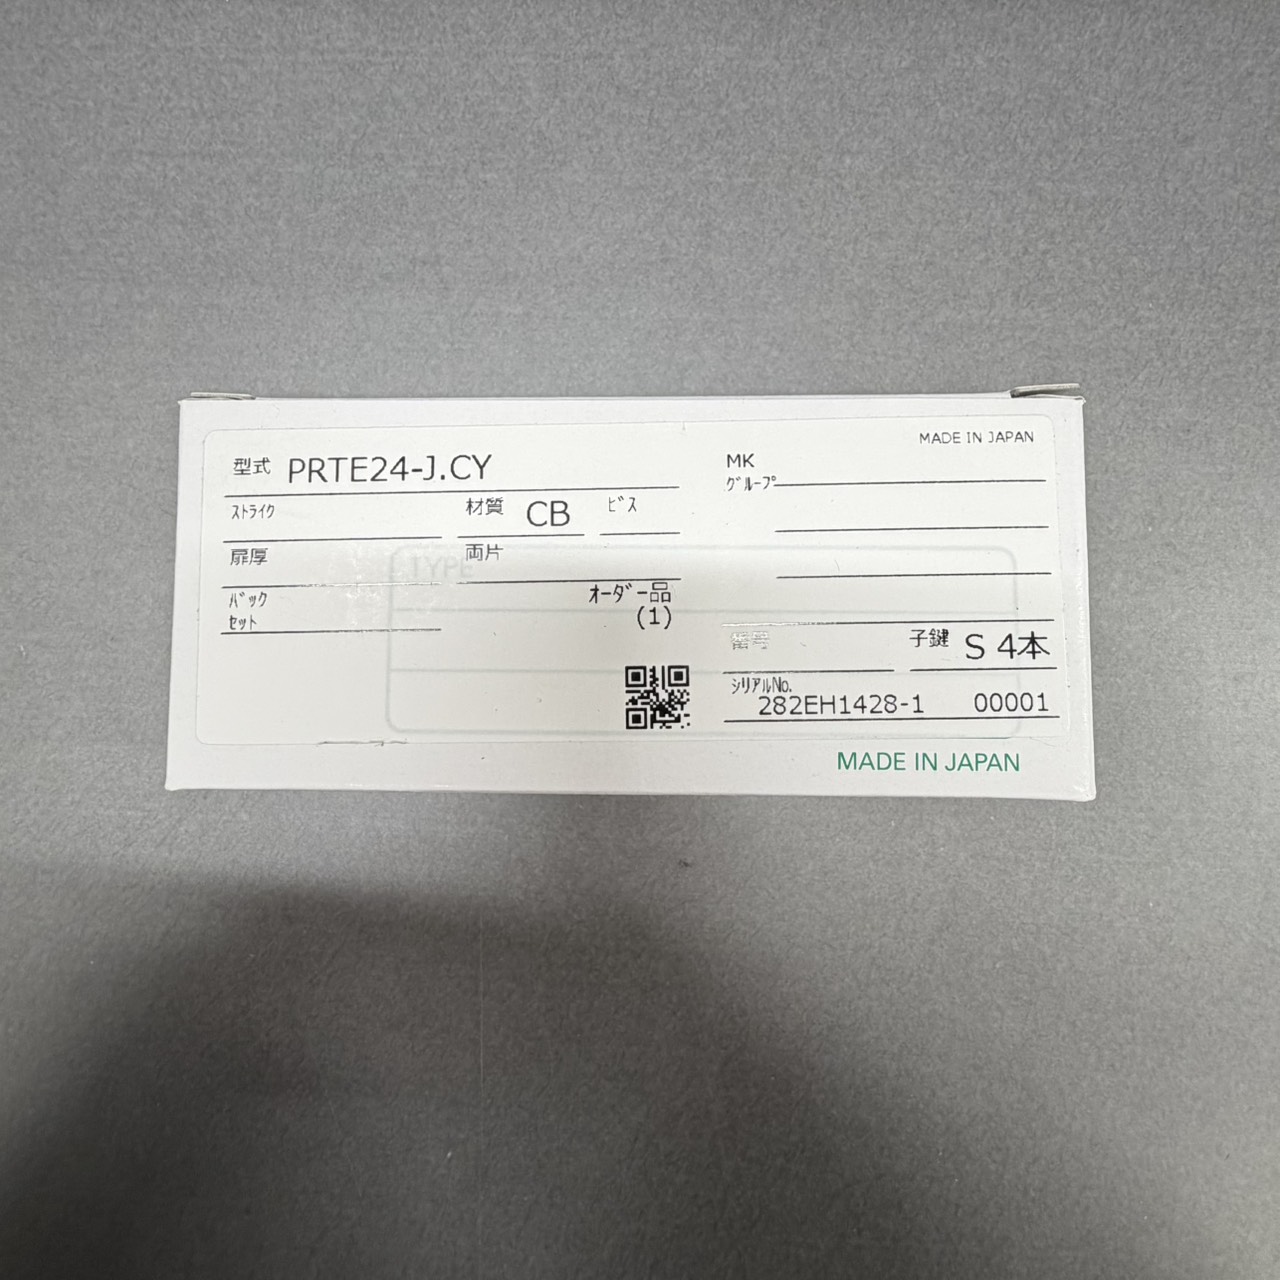 MADE IN JAPAN
型式 PRTE24-J.CY
MK
ｸﾞﾙｰﾌﾟ
ｽﾄﾗｲｸ 材質 CB ﾋﾞｽ
扉厚 両片
TYPE
ﾊﾞｯｸ
ｾｯﾄ
ｵｰﾀﾞｰ品
(1)
番号 子鍵 S 4本
ｼﾘｱﾙNo.
282EH1428-1 00001
MADE IN JAPAN